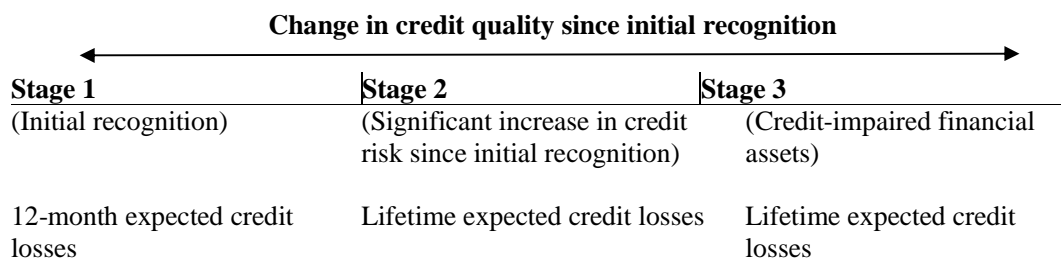 Change in credit quality since initial recognition
Stage 1 Stage 2 Stage 3
(Initial recognition) (Significant increase in credit risk since initial recognition) (Credit-impaired financial assets)
12-month expected credit losses Lifetime expected credit losses Lifetime expected credit losses